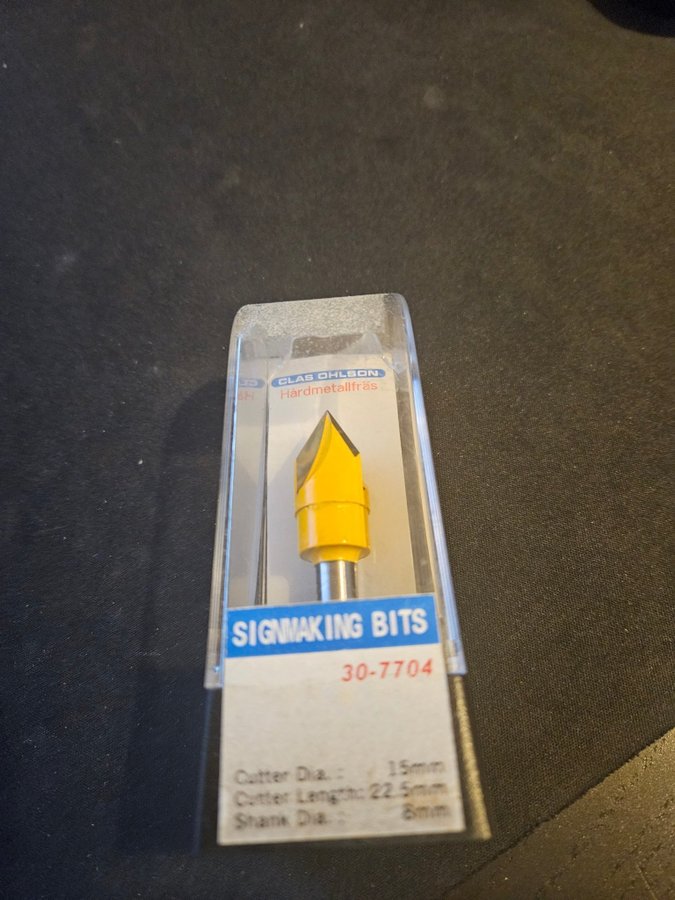 CLAS OHLSON
Hårdmetallfräs
SIGNMAKING BITS
30-7704
Cutter Dia.: 15mm
Cutter Length: 22.5mm
Shank Dia.: 8mm